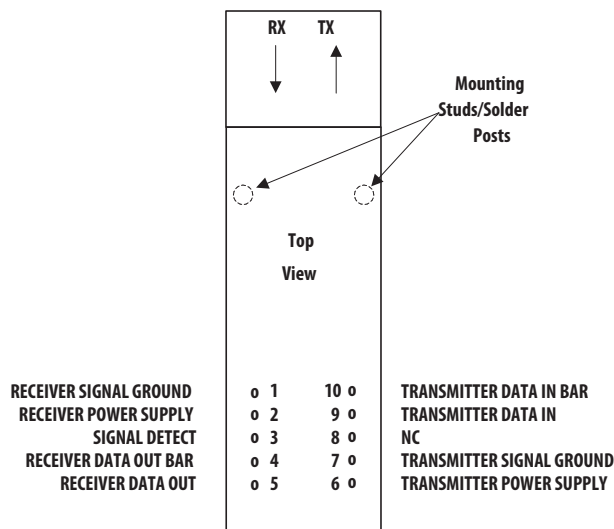 RX TX
Mounting
Studs/Solder
Posts
Top
View
RECEIVER SIGNAL GROUND o 1 10 o TRANSMITTER DATA IN BAR
RECEIVER POWER SUPPLY o 2 9 o TRANSMITTER DATA IN
SIGNAL DETECT o 3 8 o NC
RECEIVER DATA OUT BAR o 4 7 o TRANSMITTER SIGNAL GROUND
RECEIVER DATA OUT o 5 6 o TRANSMITTER POWER SUPPLY